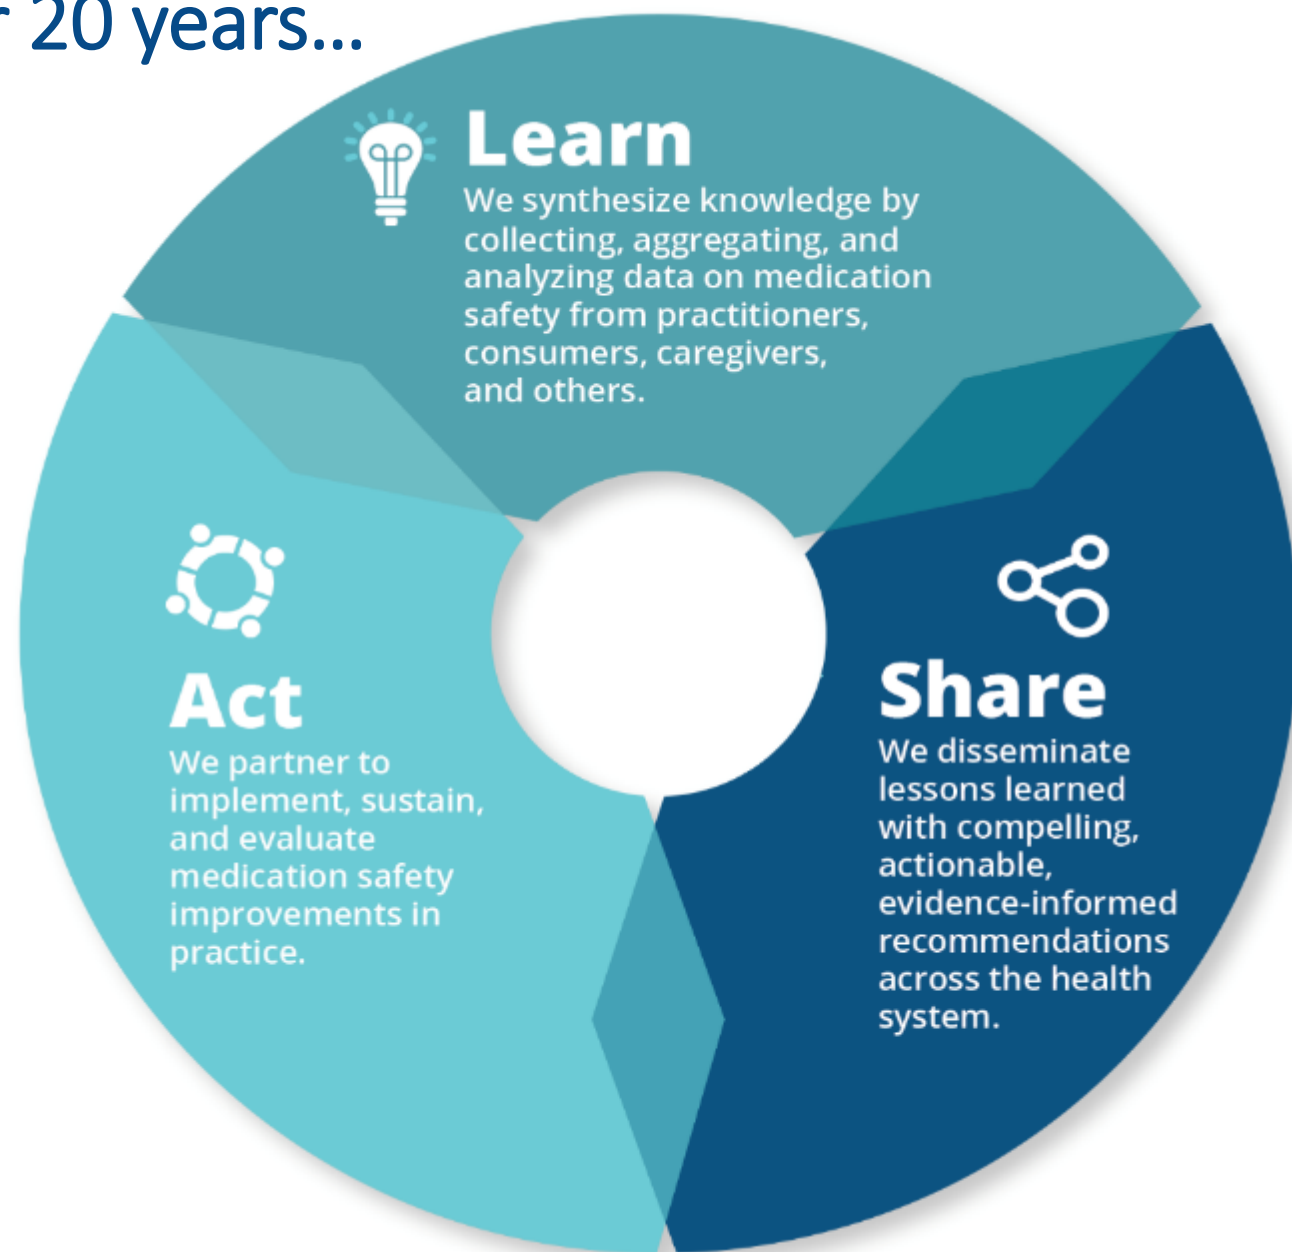 r 20 years...
Learn
We synthesize knowledge by
collecting, aggregating, and
analyzing data on medication
safety from practitioners,
consumers, caregivers,
and others.
Share
We disseminate
lessons learned
with compelling,
actionable,
evidence-informed
recommendations
across the health
system.
Act
We partner to
implement, sustain,
and evaluate
medication safety
improvements in
practice.